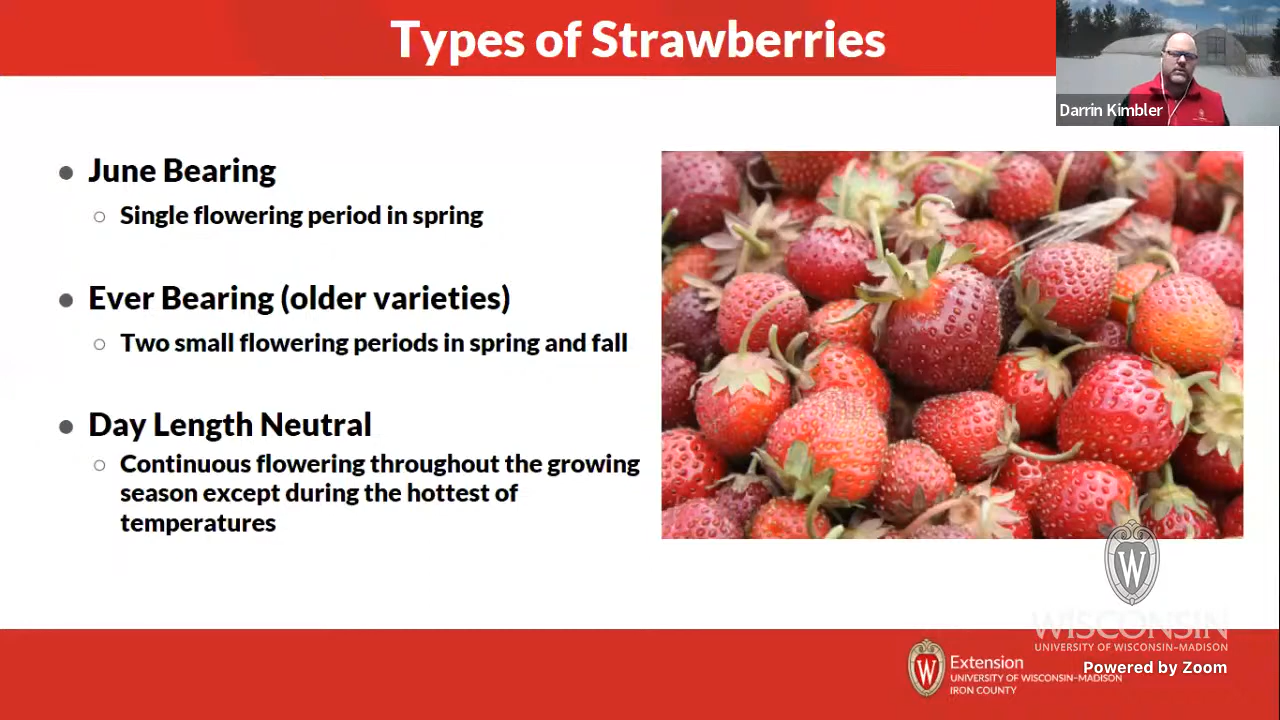 Types of Strawberries
Darrin Kimbler
June Bearing
Single flowering period in spring
Ever Bearing (older varieties)
Two small flowering periods in spring and fall
Day Length Neutral
Continuous flowering throughout the growing
season except during the hottest of
temperatures
W
WISCONSIN
UNIVERSITY OF WISCONSIN–MADISON
Powered by Zoom
W
Extension
UNIVERSITY OF WISCONSIN–MADISON
IRON COUNTY